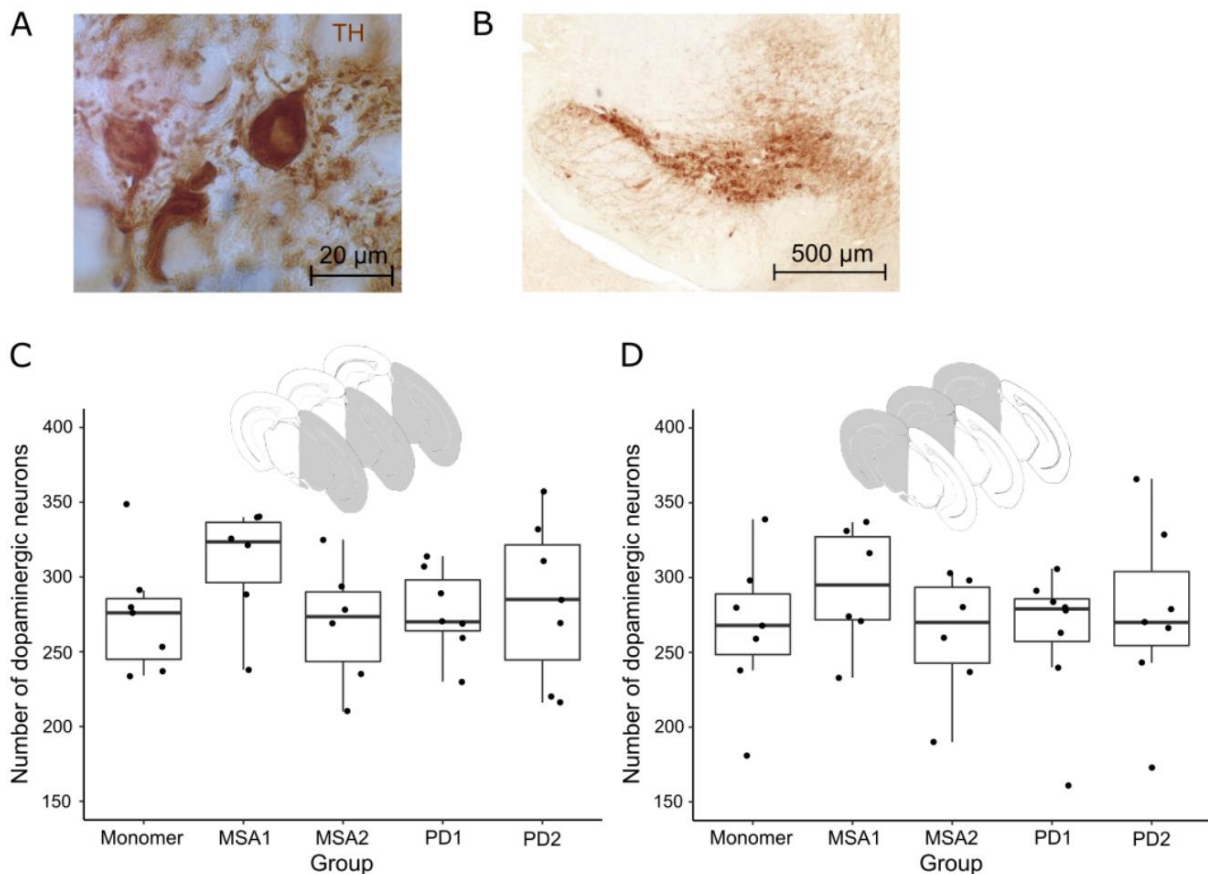 A
TH
20 µm
B
500 µm
C
Number of dopaminergic neurons
400
350
300
250
200
150
Monomer MSA1 MSA2 PD1 PD2
Group
D
Number of dopaminergic neurons
400
350
300
250
200
150
Monomer MSA1 MSA2 PD1 PD2
Group